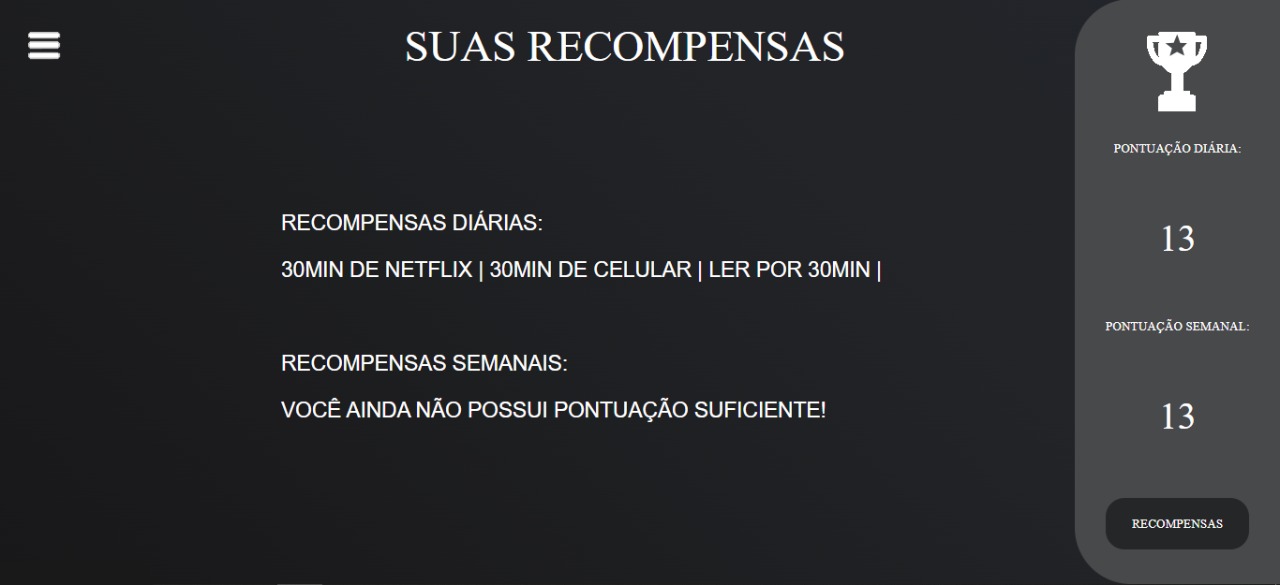 SUAS RECOMPENSAS
RECOMPENSAS DIÁRIAS:
30MIN DE NETFLIX | 30MIN DE CELULAR | LER POR 30MIN |
RECOMPENSAS SEMANAIS:
VOCÊ AINDA NÃO POSSUI PONTUAÇÃO SUFICIENTE!
PONTUAÇÃO DIÁRIA:
13
PONTUAÇÃO SEMANAL:
13
RECOMPENSAS